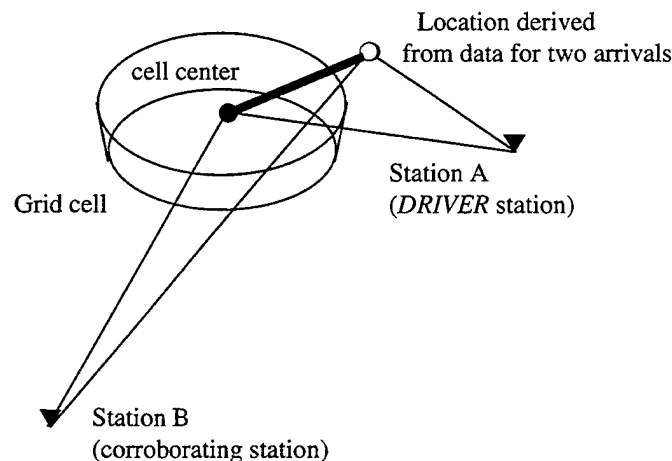 Location derived
from data for two arrivals
cell center
Station A
(DRIVER station)
Grid cell
Station B
(corroborating station)